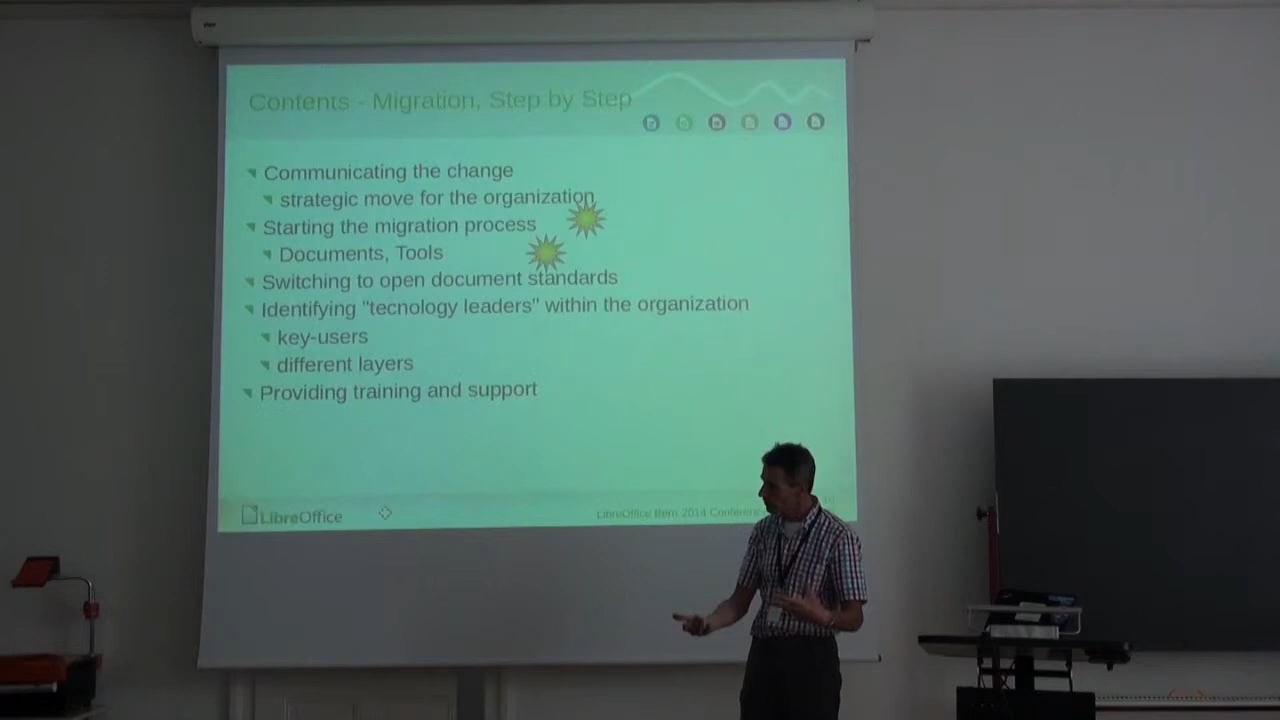 Contents - Migration, Step by Step
Communicating the change
strategic move for the organization
Starting the migration process
Documents, Tools
Switching to open document standards
Identifying "tecnology leaders" within the organization
key-users
different layers
Providing training and support
LibreOffice
LibreOffice Bern 2014 Conference